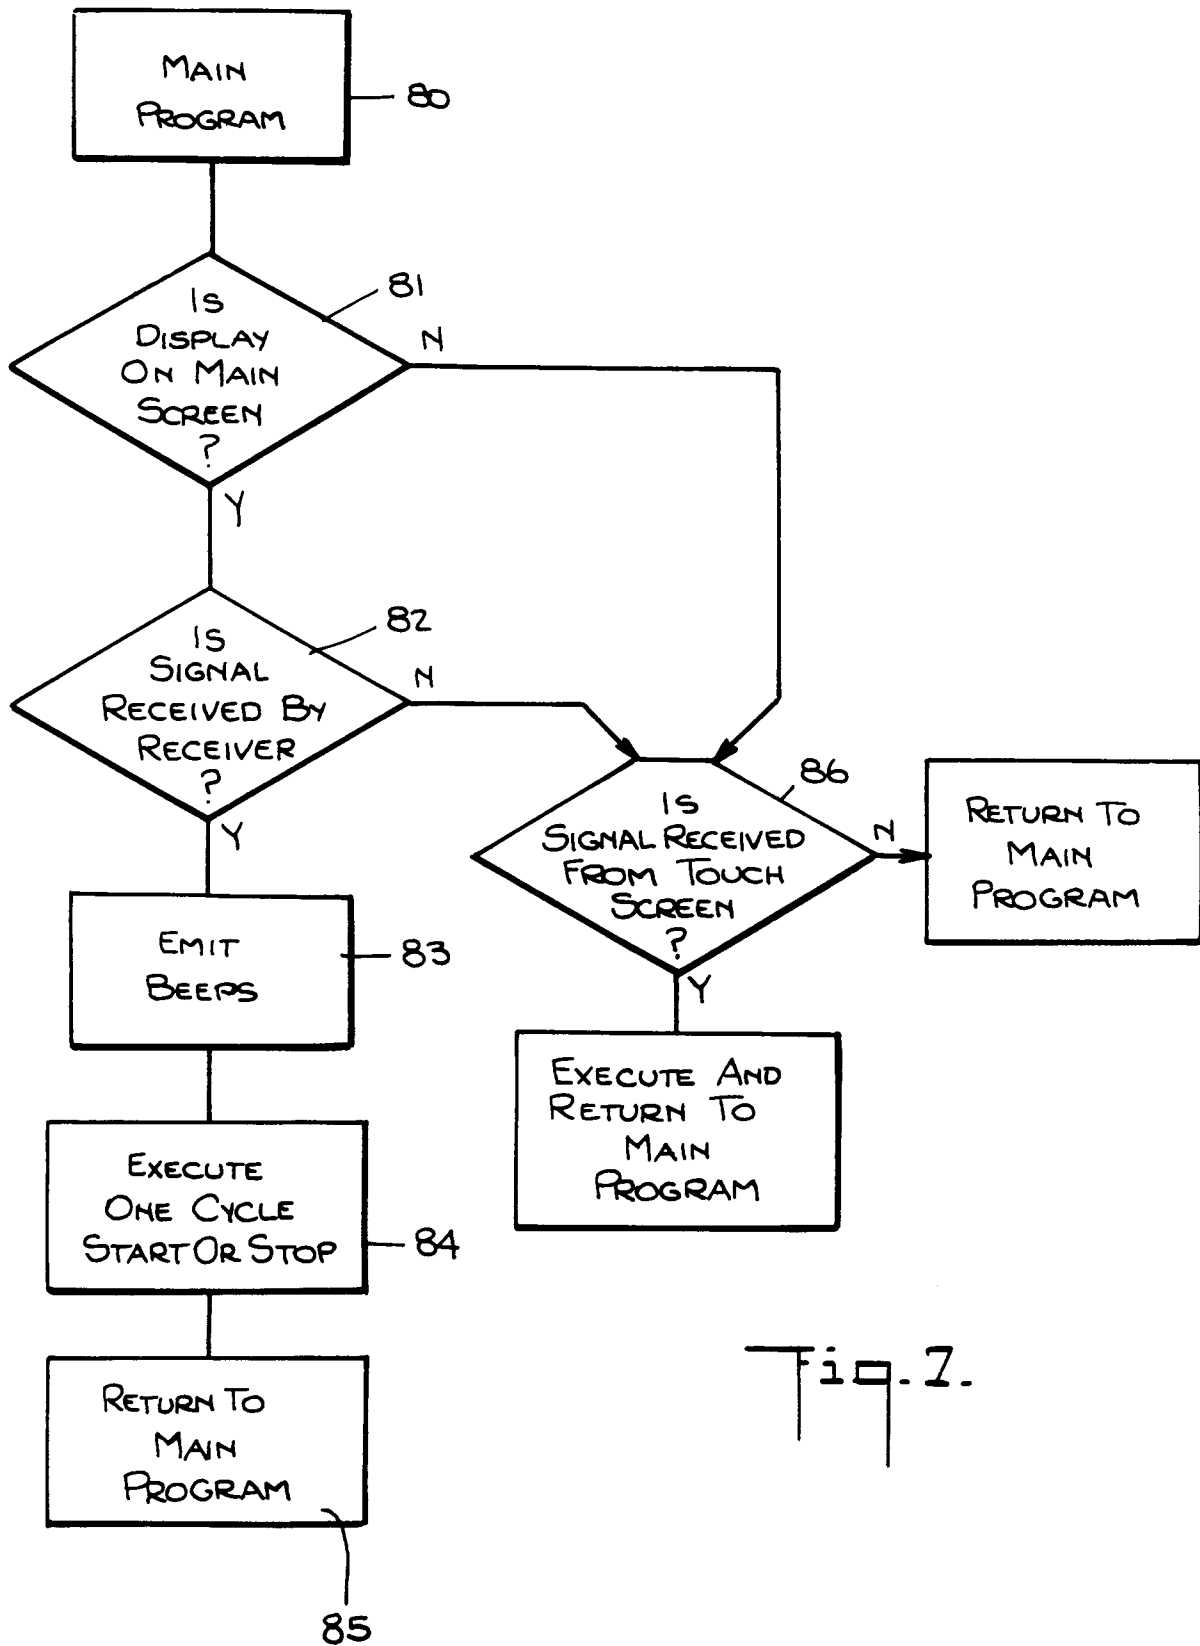 MAIN
PROGRAM
80
IS
DISPLAY
ON MAIN
SCREEN
?
81
N
Y
IS
SIGNAL
RECEIVED BY
RECEIVER
?
82
N
Y
EMIT
BEEPS
83
EXECUTE
ONE CYCLE
START OR STOP
84
RETURN TO
MAIN
PROGRAM
85
IS
SIGNAL RECEIVED
FROM TOUCH
SCREEN
?
86
N
Y
RETURN TO
MAIN
PROGRAM
EXECUTE AND
RETURN TO
MAIN
PROGRAM
Fig. 7.